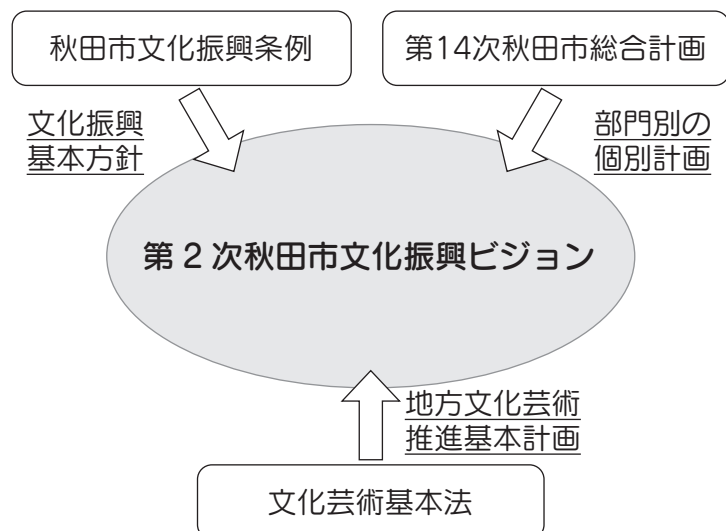 秋田市文化振興条例
第14次秋田市総合計画
文化振興
基本方針
部門別の
個別計画
第２次秋田市文化振興ビジョン
地方文化芸術
推進基本計画
文化芸術基本法